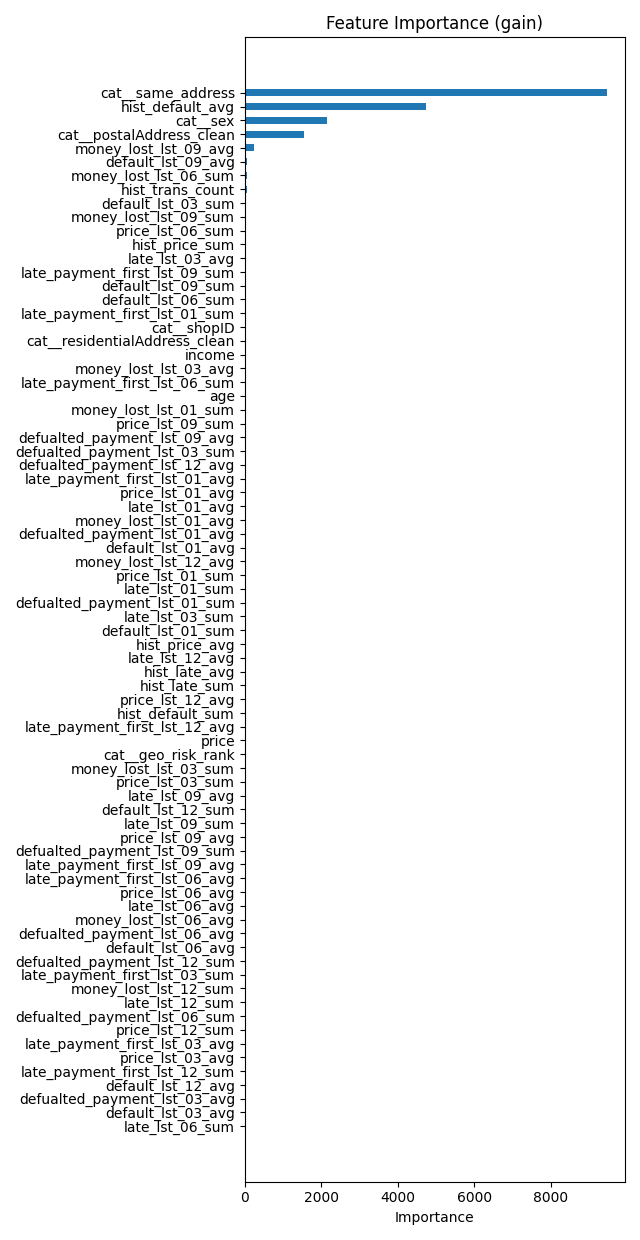 Feature Importance (gain)
cat__same_address
hist_default_avg
cat__sex
cat__postalAddress_clean
money_lost_lst_09_avg
default_lst_09_avg
money_lost_lst_06_sum
hist_trans_count
default_lst_03_sum
money_lost_lst_09_sum
price_lst_06_sum
hist_price_sum
late_lst_03_avg
late_payment_first_lst_09_sum
default_lst_09_sum
default_lst_06_sum
late_payment_first_lst_01_sum
cat__shopID
cat__residentialAddress_clean
income
money_lost_lst_03_avg
late_payment_first_lst_06_sum
age
money_lost_lst_01_sum
price_lst_09_sum
defualted_payment_lst_09_avg
defualted_payment_lst_03_sum
defualted_payment_lst_12_avg
late_payment_first_lst_01_avg
price_lst_01_avg
late_lst_01_avg
money_lost_lst_01_avg
defualted_payment_lst_01_avg
default_lst_01_avg
money_lost_lst_12_avg
price_lst_01_sum
late_lst_01_sum
defualted_payment_lst_01_sum
late_lst_03_sum
default_lst_01_sum
hist_price_avg
late_lst_12_avg
hist_late_avg
hist_late_sum
price_lst_12_avg
hist_default_sum
late_payment_first_lst_12_avg
price
cat__geo_risk_rank
money_lost_lst_03_sum
price_lst_03_sum
late_lst_09_avg
default_lst_12_sum
late_lst_09_sum
price_lst_09_avg
defualted_payment_lst_09_sum
late_payment_first_lst_09_avg
late_payment_first_lst_06_avg
price_lst_06_avg
late_lst_06_avg
money_lost_lst_06_avg
defualted_payment_lst_06_avg
default_lst_06_avg
defualted_payment_lst_12_sum
late_payment_first_lst_03_sum
money_lost_lst_12_sum
late_lst_12_sum
defualted_payment_lst_06_sum
price_lst_12_sum
late_payment_first_lst_03_avg
price_lst_03_avg
late_payment_first_lst_12_sum
default_lst_12_avg
defualted_payment_lst_03_avg
default_lst_03_avg
late_lst_06_sum
0 2000 4000 6000 8000
Importance